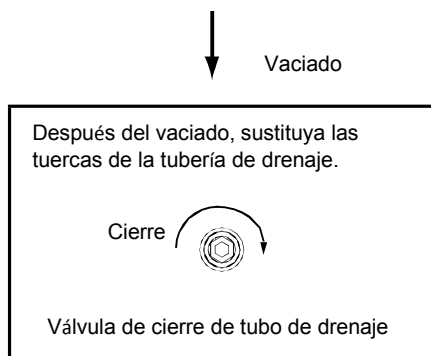 Vaciado
Después del vaciado, sustituya las
tuercas de la tubería de drenaje.
Cierre
Válvula de cierre de tubo de drenaje